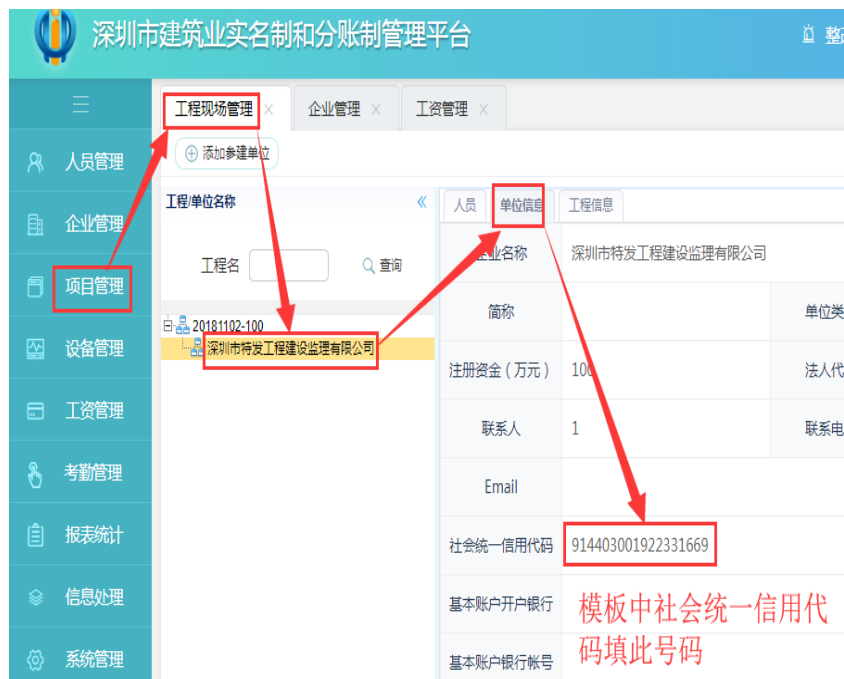 深圳市建筑业实名制和分账制管理平台
整改
工程现场管理 × 企业管理 × 工资管理 ×
添加参建单位
人员管理
企业管理
项目管理
设备管理
工资管理
考勤管理
报表统计
信息处理
系统管理
工程/单位名称 «
工程名 查询
20181102-100
深圳市特发工程建设监理有限公司
人员 单位信息 工程信息
企业名称 深圳市特发工程建设监理有限公司
简称 单位类
注册资金（万元） 100 法人代
联系人 1 联系电
Email
社会统一信用代码 914403001922331669
基本账户开户银行
基本账户银行帐号
模板中社会统一信用代
码填此号码